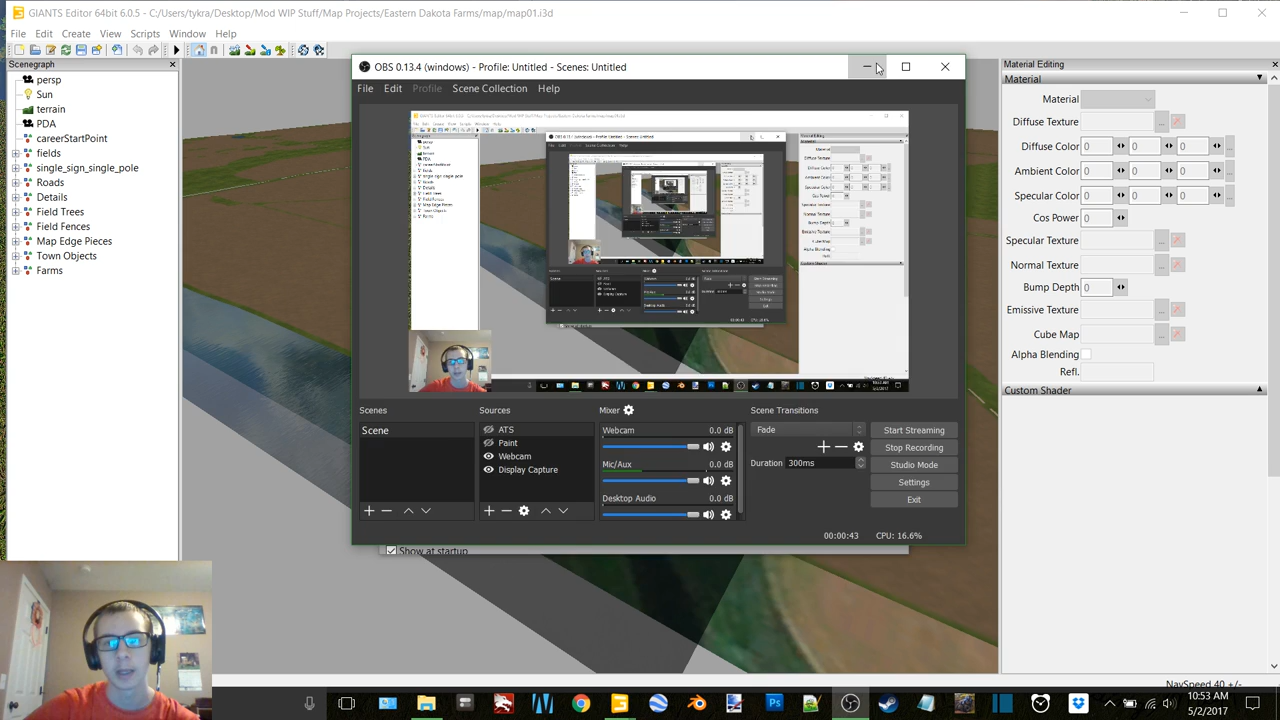 GIANTS Editor 64bit 6.0.5 - C:/Users/tykra/Desktop/Mod WIP Stuff/Map Projects/Eastern Dakota Farms/map/map01.i3d
File Edit Create View Scripts Window Help
Scenegraph
persp
Sun
terrain
PDA
careerStartPoint
fields
single_sign_single_pole
Roads
Details
Field Trees
Field Fences
Map Edge Pieces
Town Objects
Farms
OBS 0.13.4 (windows) - Profile: Untitled - Scenes: Untitled
File Edit Profile Scene Collection Help
Scenes
Scene
Sources
ATS
Paint
Webcam
Display Capture
Mixer
Webcam 0.0 dB
Mic/Aux 0.0 dB
Desktop Audio 0.0 dB
Scene Transitions
Fade
Duration 300ms
Start Streaming
Stop Recording
Studio Mode
Settings
Exit
00:00:43 CPU: 16.6%
Show at startup
Material Editing
Material
Material
Diffuse Texture ...
Diffuse Color 0 0 0 ...
Ambient Color 0 0 0 ...
Specular Color 0 0 0 ...
Cos Power 0
Specular Texture ...
Normal Texture ...
Bump Depth 0
Emissive Texture ...
Cube Map ...
Alpha Blending
Refl.
Custom Shader
NavSpeed 40 +/-
10:53 AM
5/2/2017
Ps